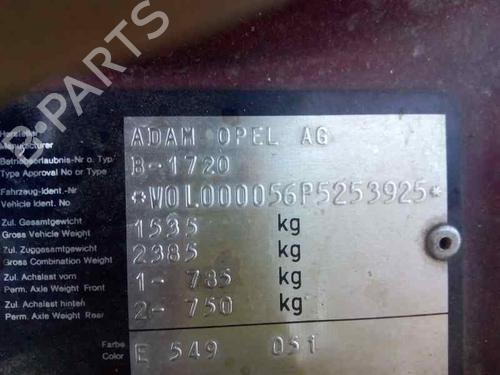 B-PARTS
Hersteller ADAM OPEL AG
Manufacturer
Betriebserlaubnis-Nr o. Typ B-1720
Type Approval No or Type
Fahrzeug-Ident.-Nr *W0L000056P5253925*
Vehicle Ident. No
Zul. Gesamtgewicht 1535 kg
Gross Vehicle Weight
Zul. Zuggesamtgewicht 2385 kg
Gross Combination Weight
Zul. Achslast vorn 1- 785 kg
Perm. Axle Weight Front
Zul. Achslast hinten 2- 750 kg
Perm. Axle Weight Rear
Farbe E 549 051
Color